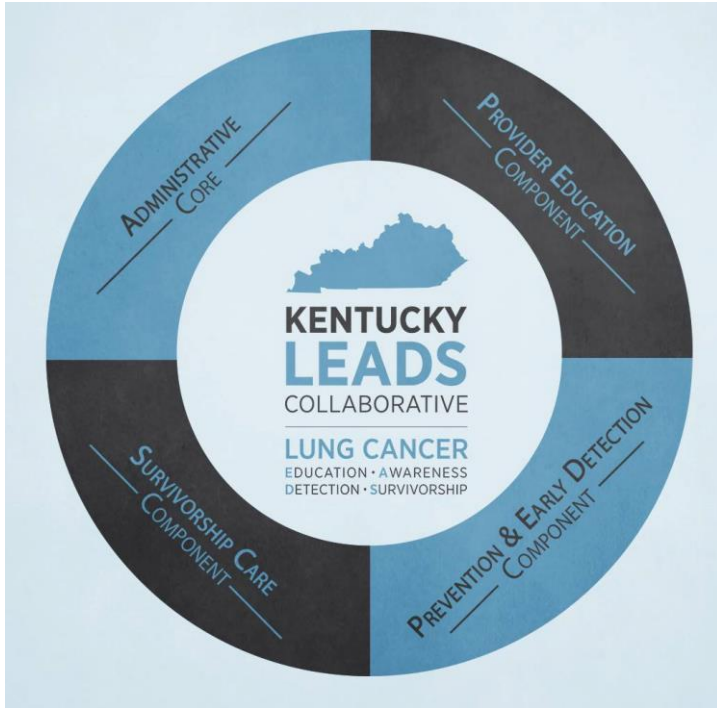 ADMINISTRATIVE
CORE
PROVIDER EDUCATION
COMPONENT
KENTUCKY
LEADS
COLLABORATIVE
LUNG CANCER
EDUCATION · AWARENESS
DETECTION · SURVIVORSHIP
SURVIVORSHIP CARE
COMPONENT
PREVENTION & EARLY DETECTION
COMPONENT